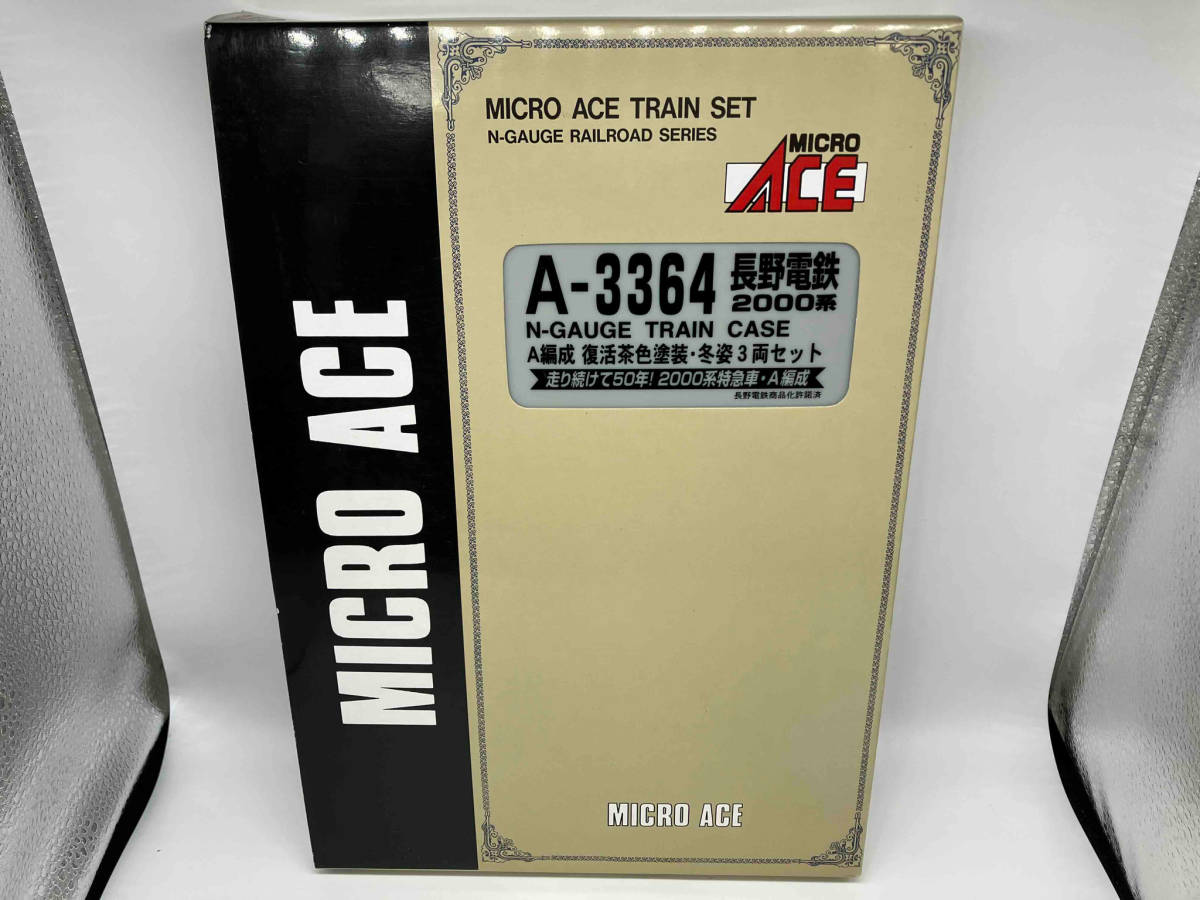 MICRO ACE
MICRO ACE TRAIN SET
N-GAUGE RAILROAD SERIES
MICRO
ACE
A-3364 長野電鉄
2000系
N-GAUGE TRAIN CASE
A編成 復活茶色塗装・冬姿3両セット
走り続けて50年!2000系特急車・A編成
長野電鉄商品化許諾済
MICRO ACE